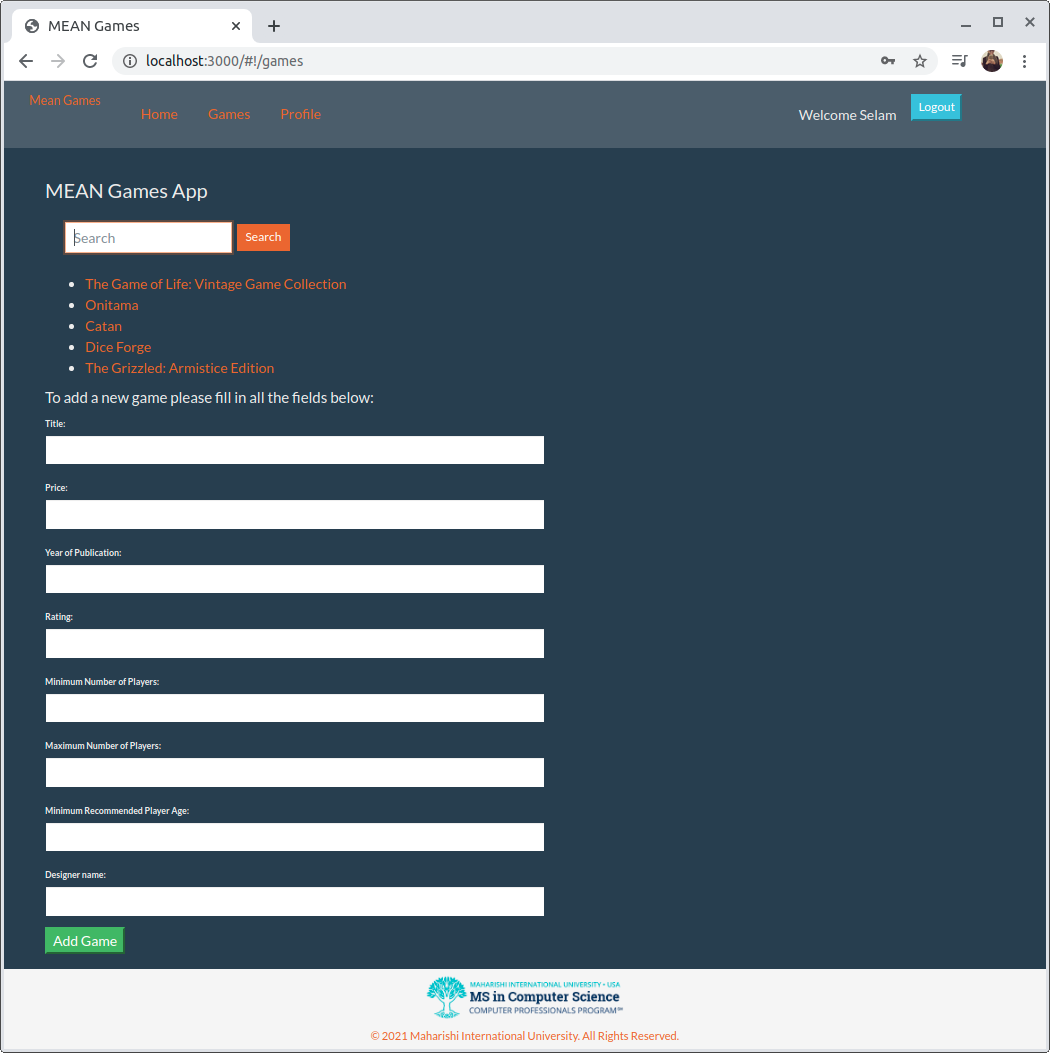 MEAN Games
localhost:3000/#!/games
Mean Games
Home Games Profile
Welcome Selam
Logout
MEAN Games App
Search Search
The Game of Life: Vintage Game Collection
Onitama
Catan
Dice Forge
The Grizzled: Armistice Edition
To add a new game please fill in all the fields below:
Title:
Price:
Year of Publication:
Rating:
Minimum Number of Players:
Maximum Number of Players:
Minimum Recommended Player Age:
Designer name:
Add Game
MAHARISHI INTERNATIONAL UNIVERSITY • USA
MS in Computer Science
COMPUTER PROFESSIONALS PROGRAM℠
© 2021 Maharishi International University. All Rights Reserved.